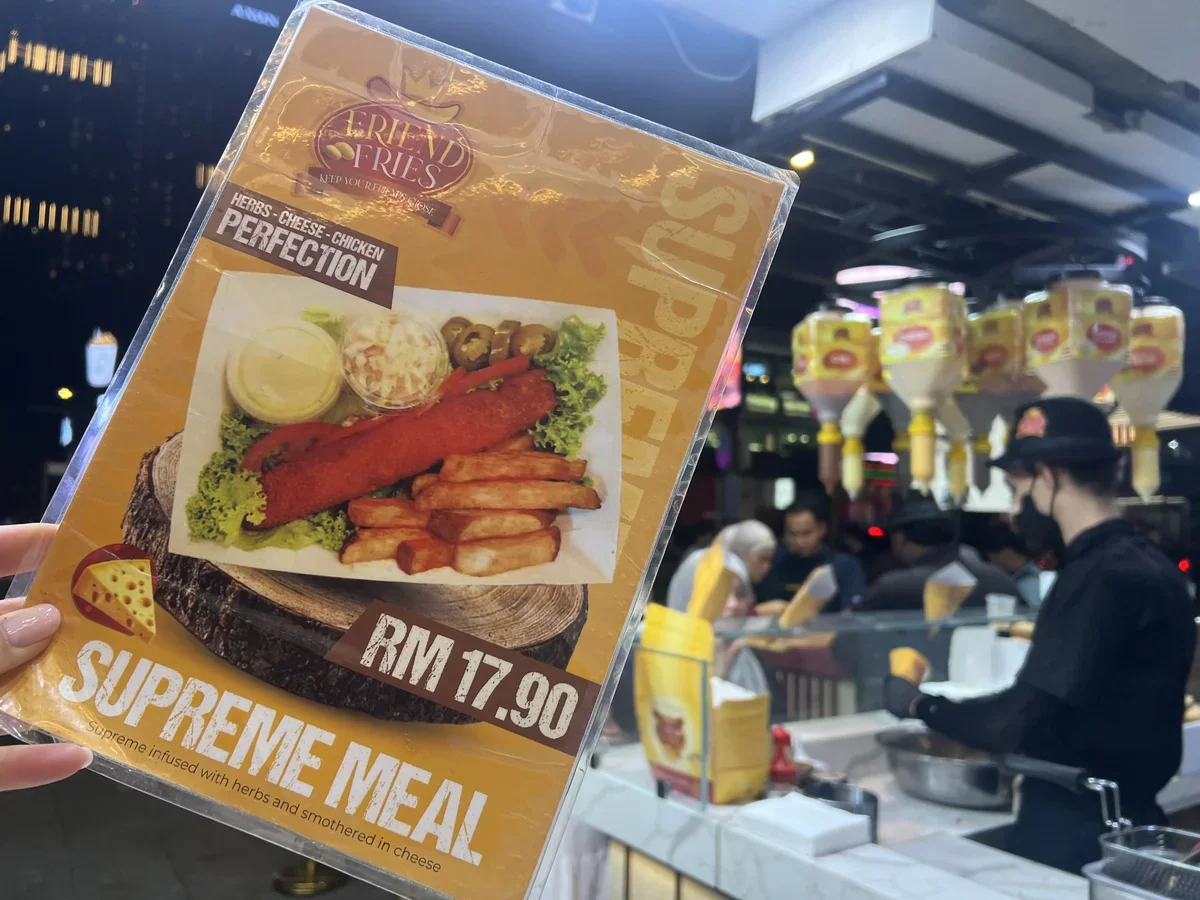 FRIEND
FRIES
KEEP YOUR FRIENDS CLOSE
HERBS - CHEESE - CHICKEN
PERFECTION
SUPREME
RM 17.90
SUPREME MEAL
Supreme infused with herbs and smothered in cheese